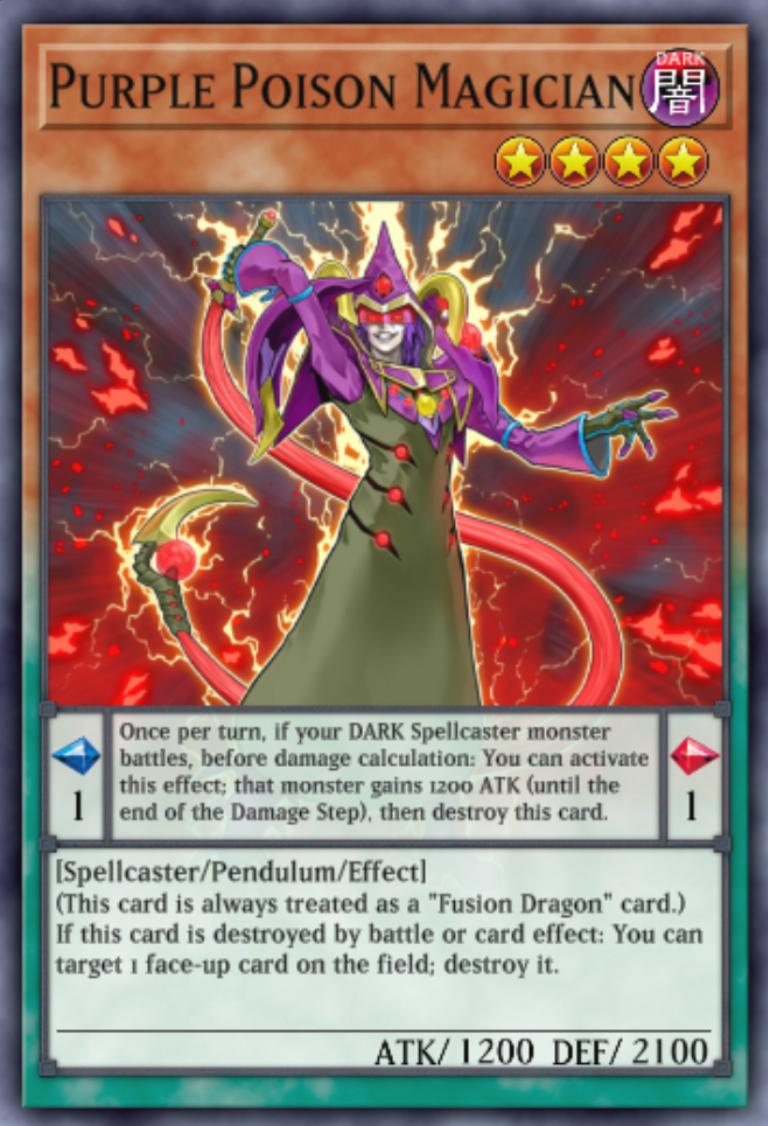 PURPLE POISON MAGICIAN
DARK
闇
Once per turn, if your DARK Spellcaster monster
battles, before damage calculation: You can activate
this effect; that monster gains 1200 ATK (until the
end of the Damage Step), then destroy this card.
1
1
[Spellcaster/Pendulum/Effect]
(This card is always treated as a "Fusion Dragon" card.)
If this card is destroyed by battle or card effect: You can
target 1 face-up card on the field; destroy it.
ATK/ 1200 DEF/ 2100